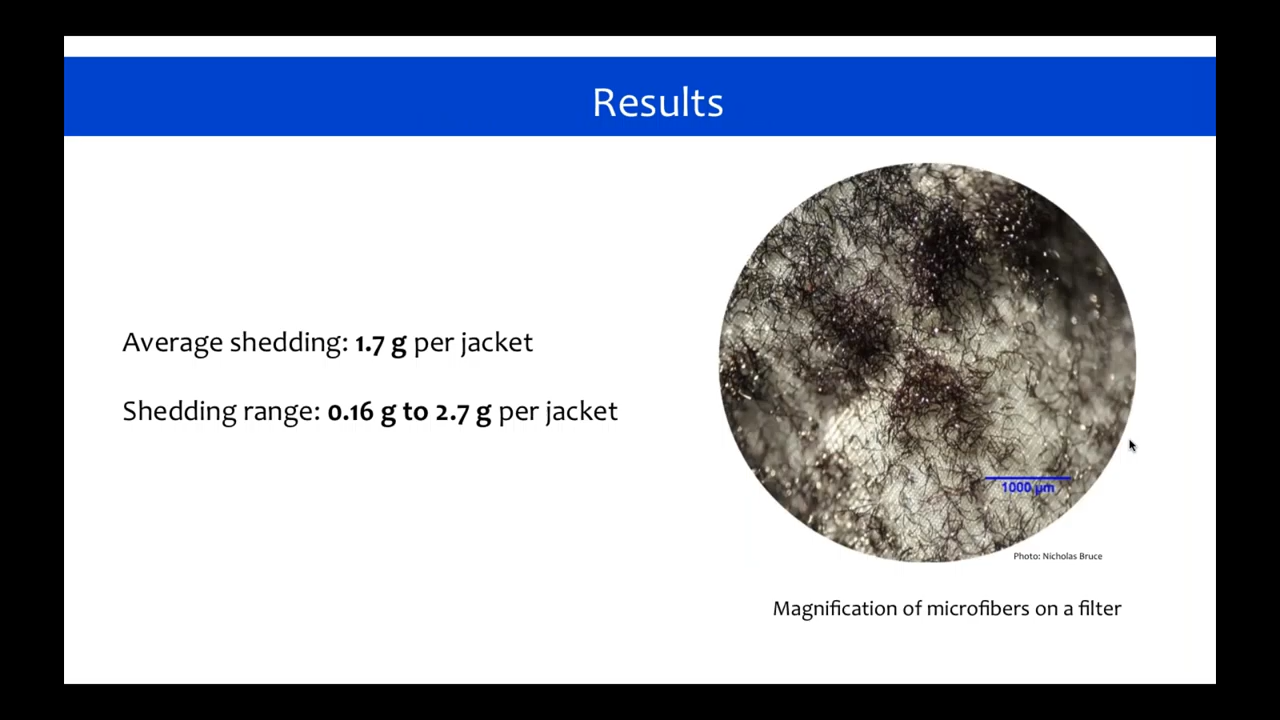 Results
Average shedding: 1.7 g per jacket
Shedding range: 0.16 g to 2.7 g per jacket
1000 µm
Photo: Nicholas Bruce
Magnification of microfibers on a filter